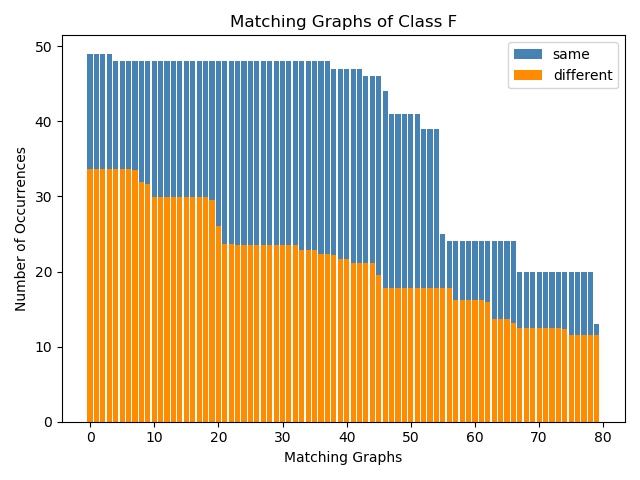 Matching Graphs of Class F
same
different
Number of Occurrences
50
40
30
20
10
0
0 10 20 30 40 50 60 70 80
Matching Graphs